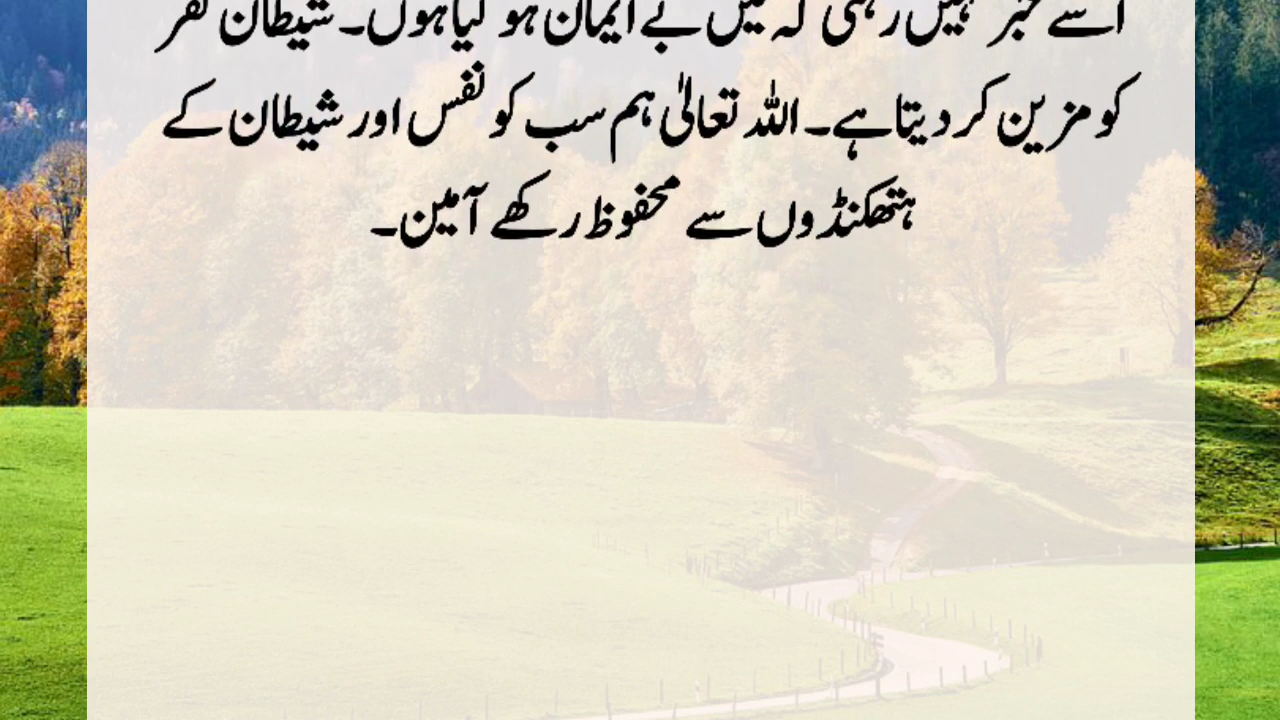 اسے خبر نہیں رہتی کہ میں بے ایمان ہو گیا ہوں۔ شیطان کفر
کو مزین کر دیتا ہے۔ اللہ تعالیٰ ہم سب کو نفس اور شیطان کے
ہتھکنڈوں سے محفوظ رکھے آمین۔